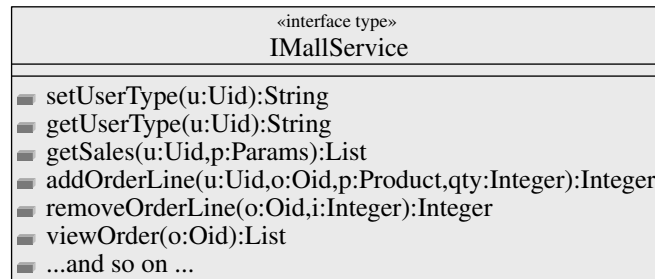 «interface type»
IMallService
setUserType(u:Uid):String
getUserType(u:Uid):String
getSales(u:Uid,p:Params):List
addOrderLine(u:Uid,o:Oid,p:Product,qty:Integer):Integer
removeOrderLine(o:Oid,i:Integer):Integer
viewOrder(o:Oid):List
...and so on ...